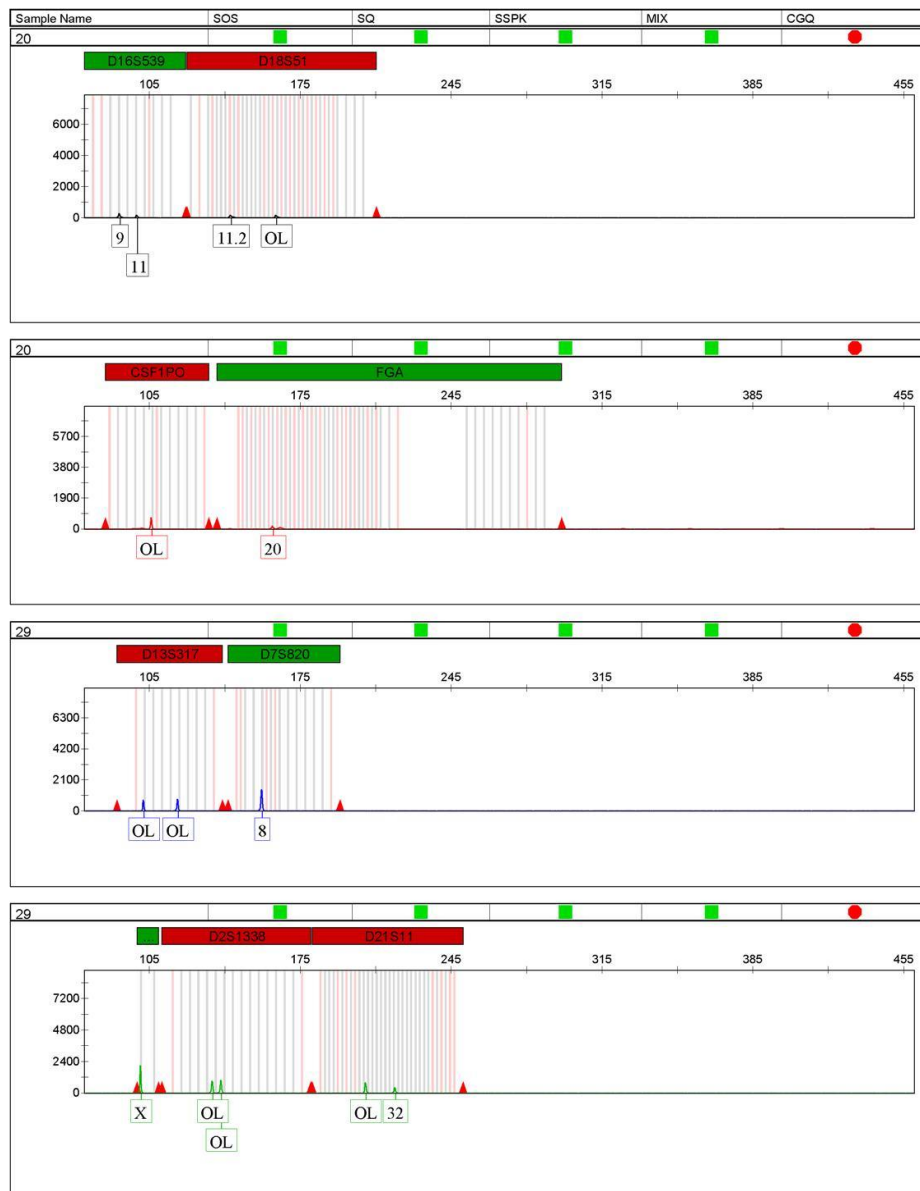 Sample Name SOS SQ SSPK MIX CGQ
20
D16S539 D18S51
105 175 245 315 385 455
6000
4000
2000
0
9 11.2 OL
11
20
CSF1PO FGA
105 175 245 315 385 455
5700
3800
1900
0
OL 20
29
D13S317 D7S820
105 175 245 315 385 455
6300
4200
2100
0
OL OL 8
29
... D2S1338 D21S11
105 175 245 315 385 455
7200
4800
2400
0
X OL OL 32
OL